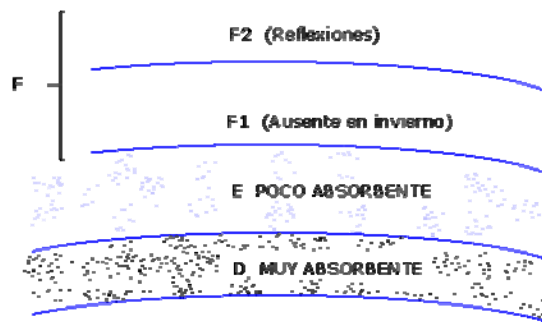 F2 (Reflexiones)
F
F1 (Ausente en invierno)
E POCO ABSORBENTE
D MUY ABSORBENTE